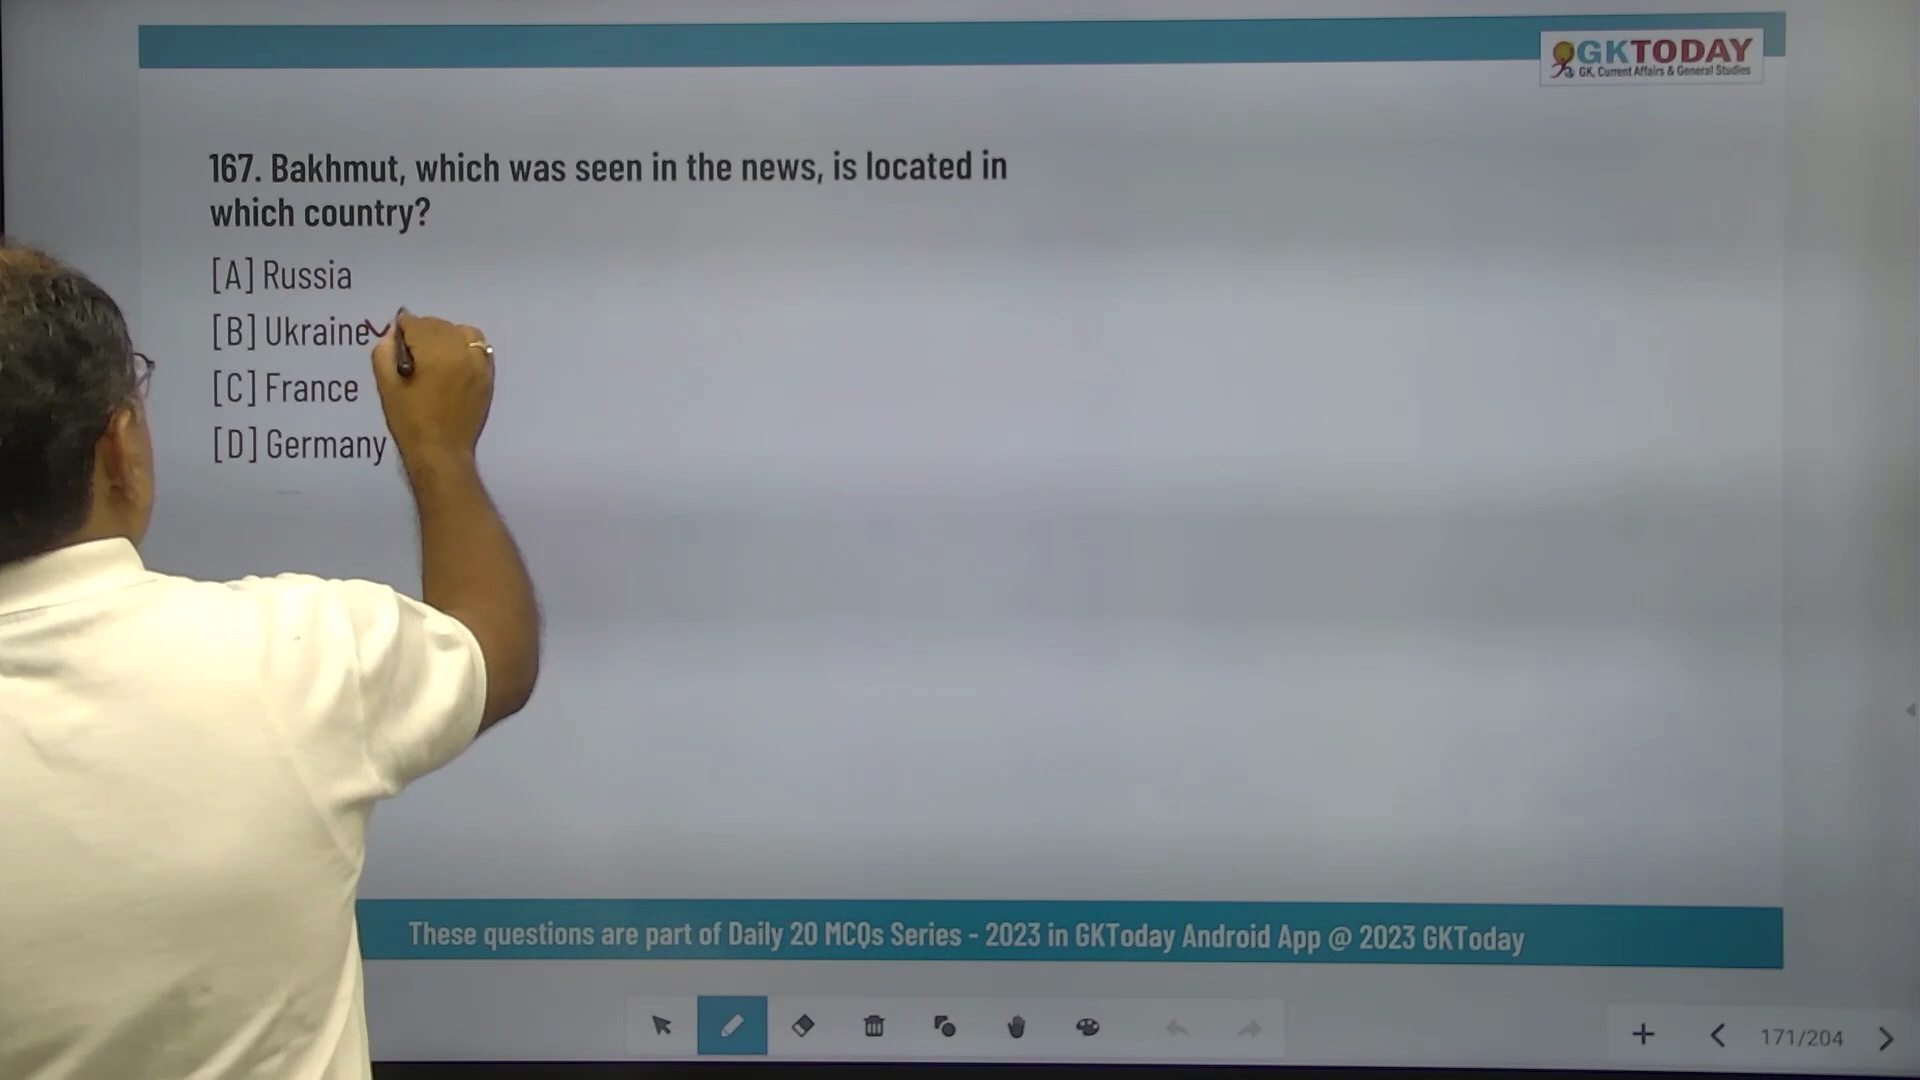 GKTODAY
GK, Current Affairs & General Studies
167. Bakhmut, which was seen in the news, is located in
which country?
[A] Russia
[B] Ukraine
[C] France
[D] Germany
These questions are part of Daily 20 MCQs Series - 2023 in GKToday Android App @ 2023 GKToday
171/204